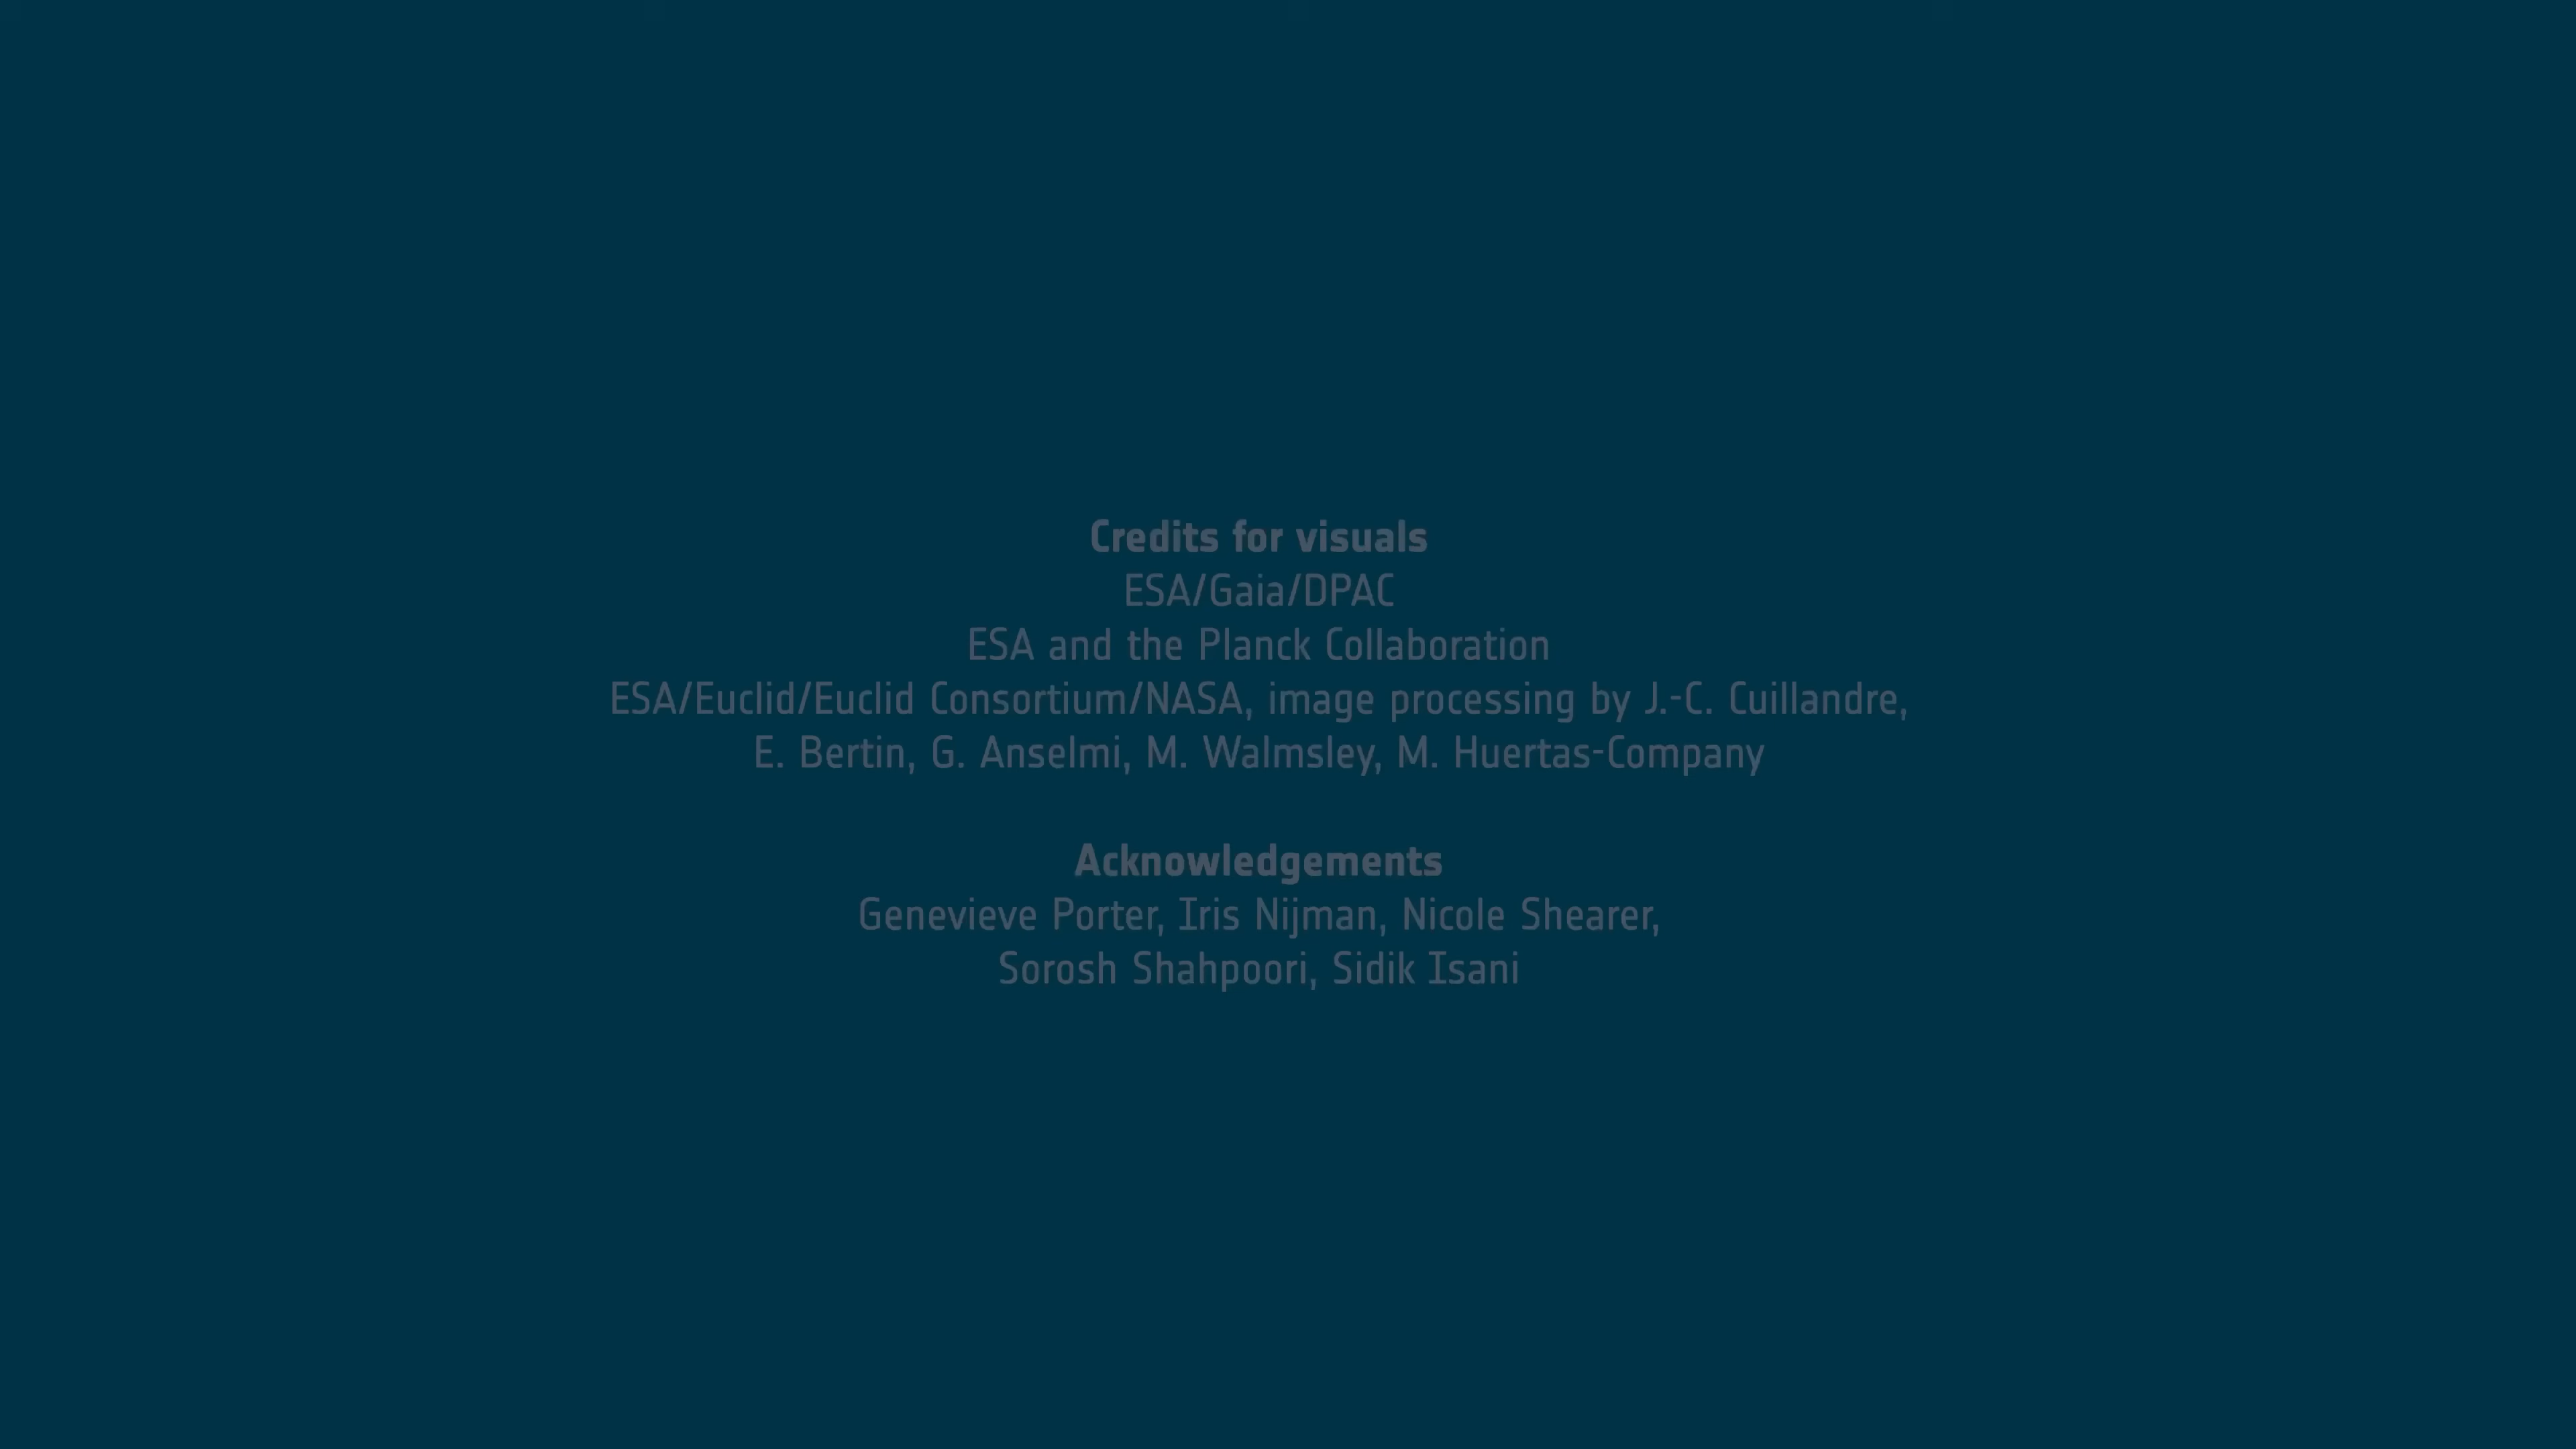 Credits for visuals
ESA/Gaia/DPAC
ESA and the Planck Collaboration
ESA/Euclid/Euclid Consortium/NASA, image processing by J.-C. Cuillandre,
E. Bertin, G. Anselmi, M. Walmsley, M. Huertas-Company
Acknowledgements
Genevieve Porter, Iris Nijman, Nicole Shearer,
Sorosh Shahpoori, Sidik Isani